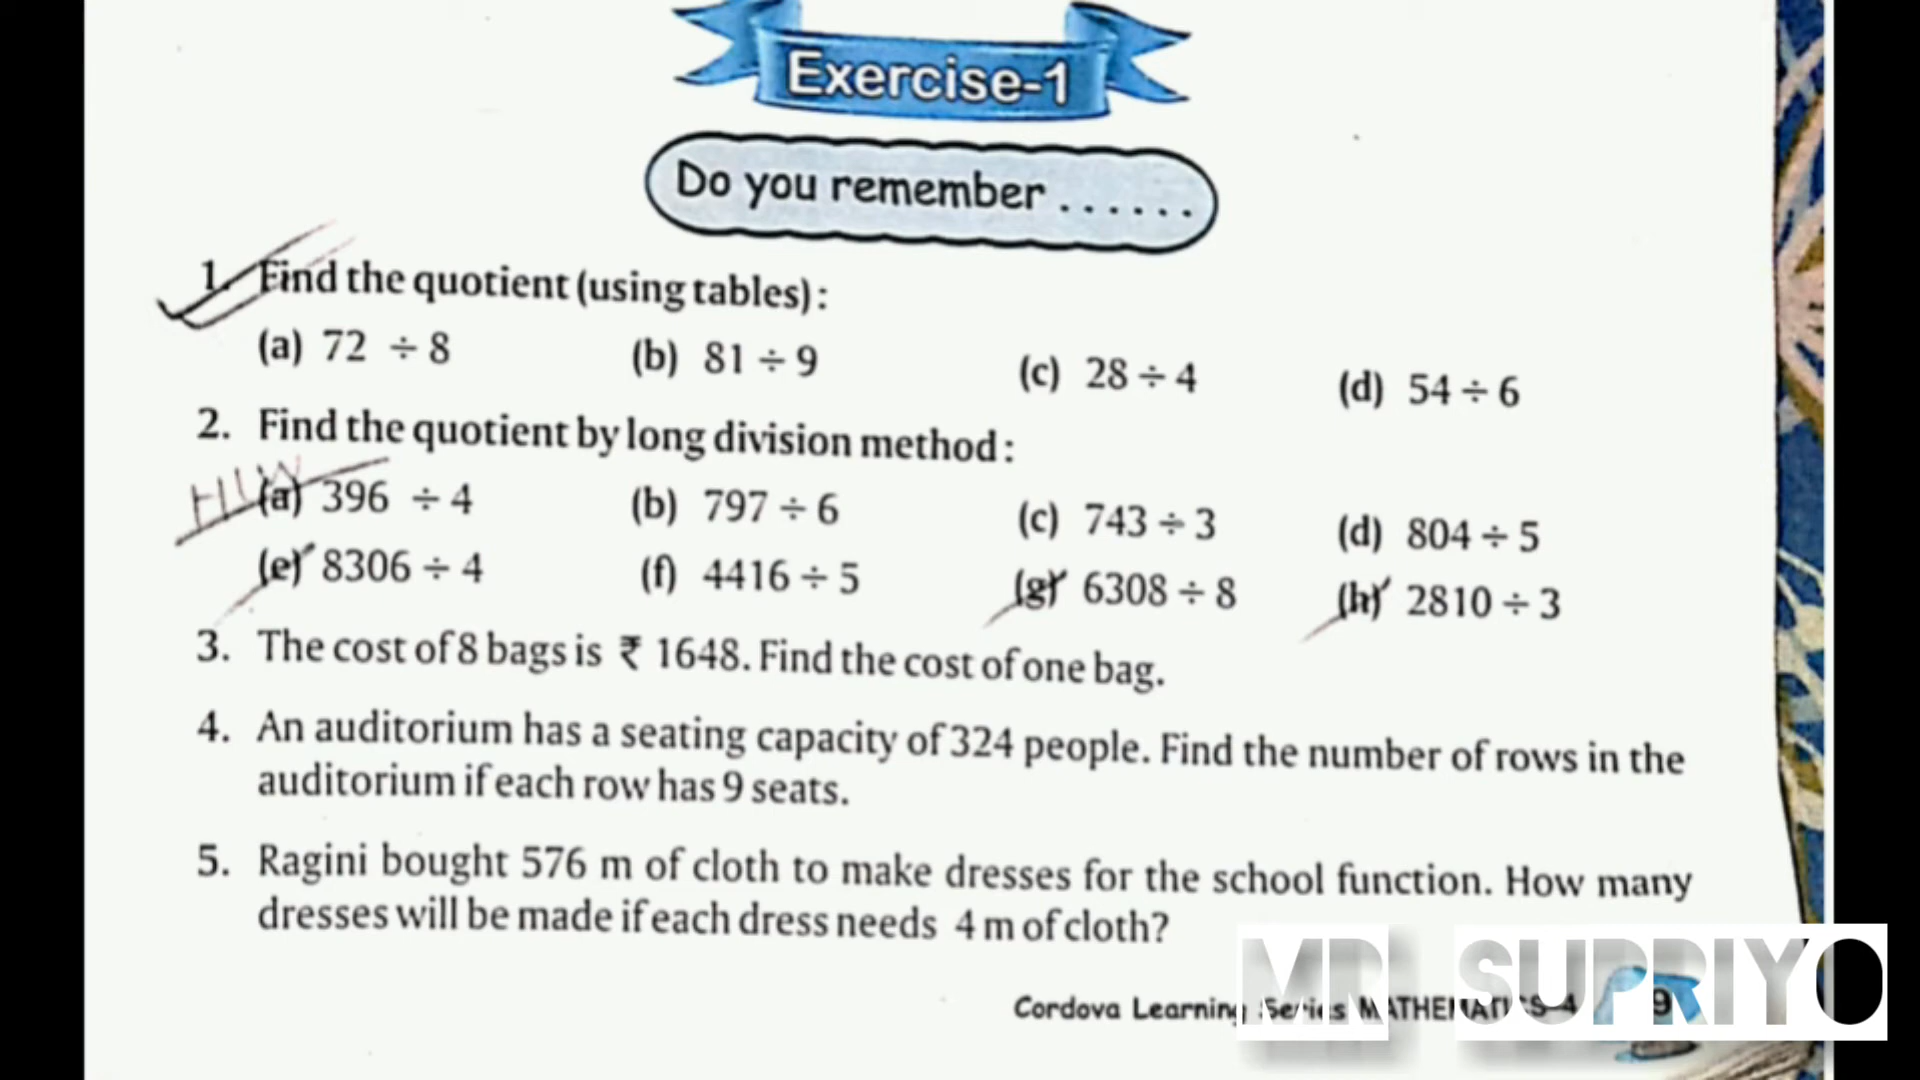 Exercise-1
Do you remember ......
1. Find the quotient (using tables) :
(a) 72 ÷ 8 (b) 81 ÷ 9 (c) 28 ÷ 4 (d) 54 ÷ 6
2. Find the quotient by long division method :
HW (a) 396 ÷ 4 (b) 797 ÷ 6 (c) 743 ÷ 3 (d) 804 ÷ 5
(e) 8306 ÷ 4 (f) 4416 ÷ 5 (g) 6308 ÷ 8 (h) 2810 ÷ 3
3. The cost of 8 bags is ₹ 1648. Find the cost of one bag.
4. An auditorium has a seating capacity of 324 people. Find the number of rows in the
auditorium if each row has 9 seats.
5. Ragini bought 576 m of cloth to make dresses for the school function. How many
dresses will be made if each dress needs 4 m of cloth?
MR SUPRIYO
Cordova Learning Series MATHEMATICS-4 9